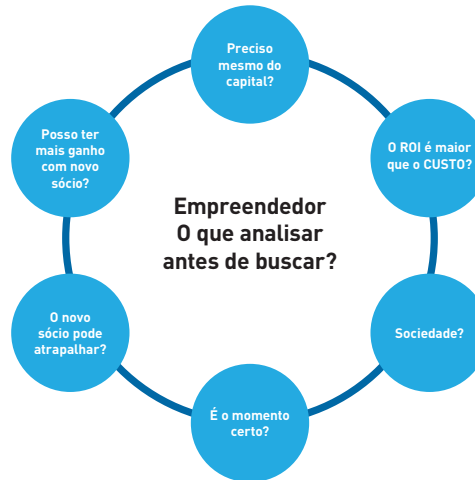 Preciso
mesmo do
capital?
O ROI é maior
que o CUSTO?
Sociedade?
É o momento
certo?
O novo
sócio pode
atrapalhar?
Posso ter
mais ganho
com novo
sócio?
Empreendedor
O que analisar
antes de buscar?